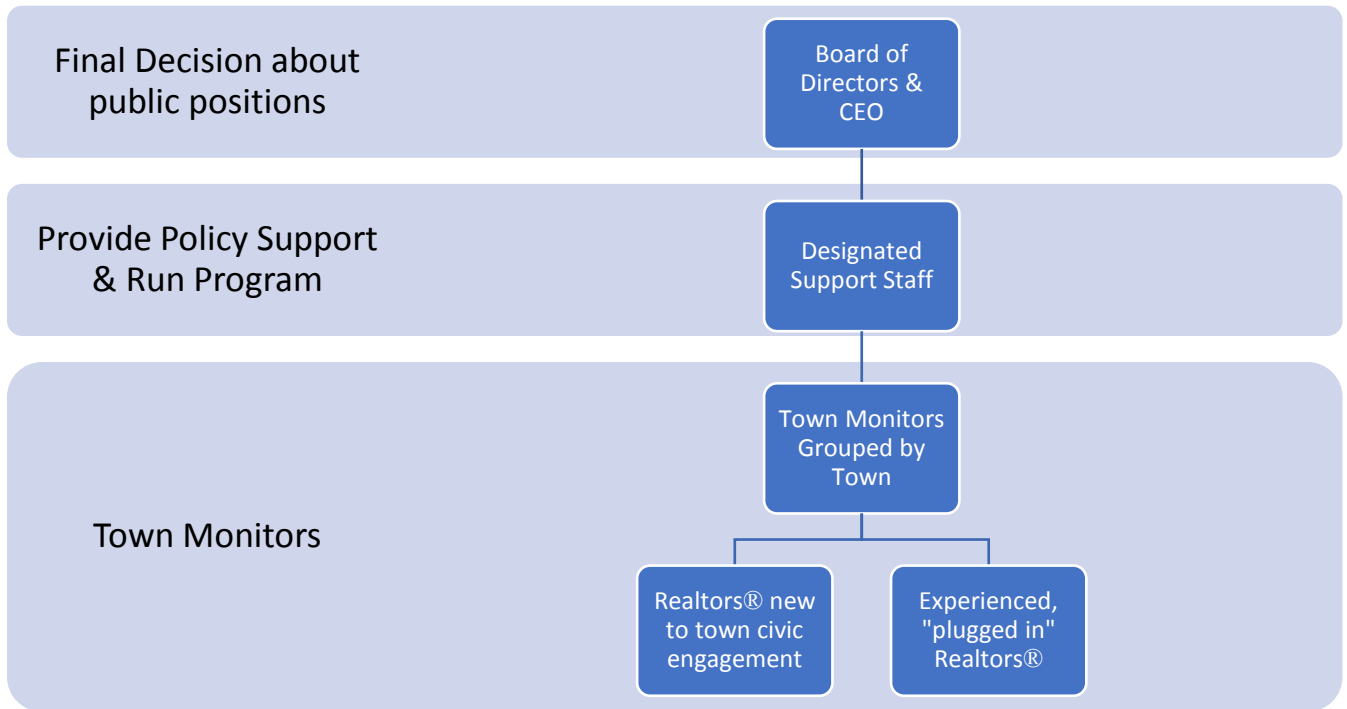 Final Decision about
public positions
Board of
Directors &
CEO
Provide Policy Support
& Run Program
Designated
Support Staff
Town Monitors
Town Monitors
Grouped by
Town
Realtors® new
to town civic
engagement
Experienced,
"plugged in"
Realtors®